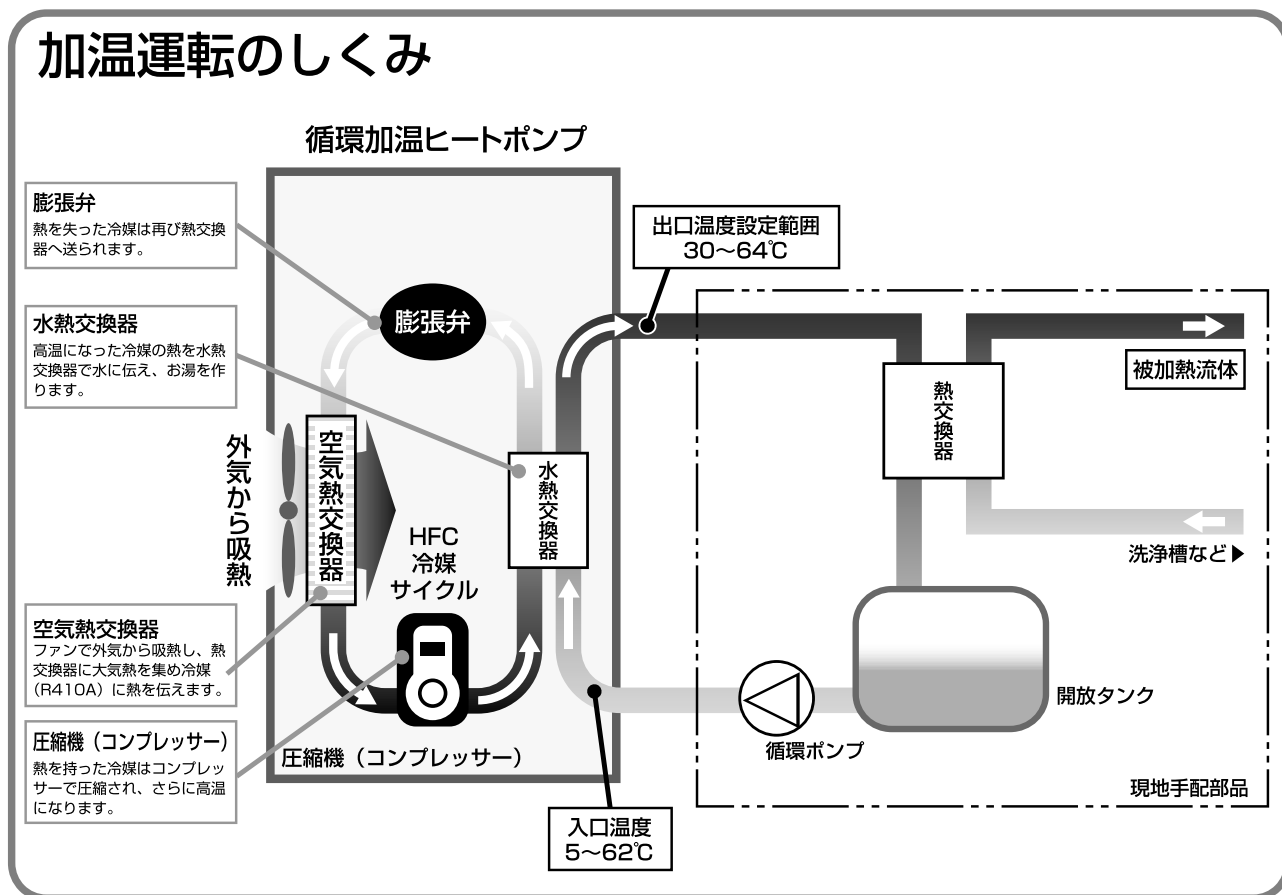 加温運転のしくみ
循環加温ヒートポンプ
膨張弁
熱を失った冷媒は再び熱交換
器へ送られます。
水熱交換器
高温になった冷媒の熱を水熱
交換器で水に伝え、お湯を作
ります。
空気熱交換器
ファンで外気から吸熱し、熱
交換器に大気熱を集め冷媒
(R410A)に熱を伝えます。
圧縮機(コンプレッサー)
熱を持った冷媒はコンプレッ
サーで圧縮され、さらに高温
になります。
外気から吸熱
膨張弁
空気熱交換器
HFC
冷媒
サイクル
水熱交換器
圧縮機(コンプレッサー)
出口温度設定範囲
30〜64℃
入口温度
5〜62℃
熱交換器
被加熱流体
洗浄槽など▶
開放タンク
循環ポンプ
現地手配部品